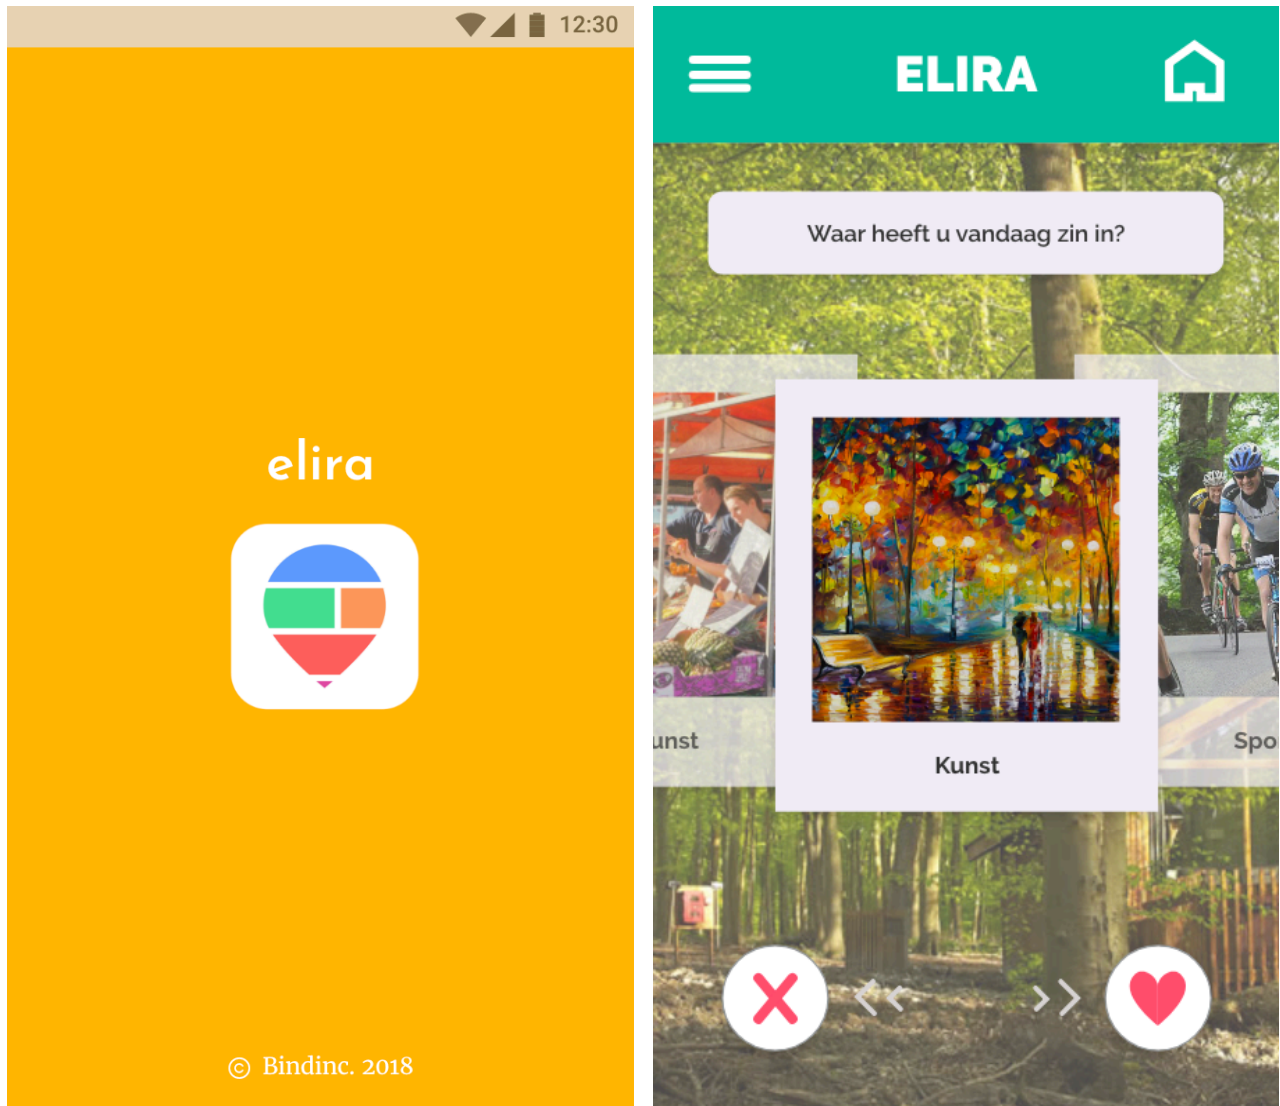 12:30
elira
© Bindinc. 2018
ELIRA
Waar heeft u vandaag zin in?
unst
Kunst
Spo